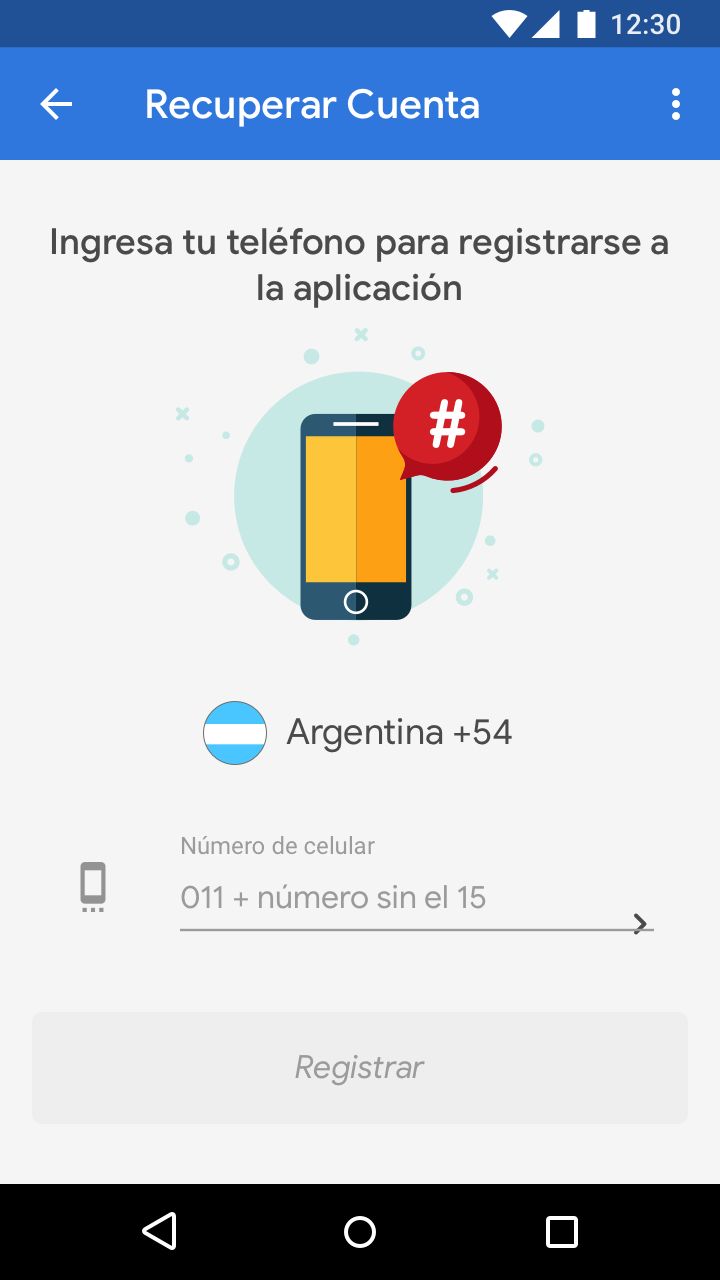 12:30
Recuperar Cuenta
Ingresa tu teléfono para registrarse a
la aplicación
#
Argentina +54
Número de celular
011 + número sin el 15
Registrar